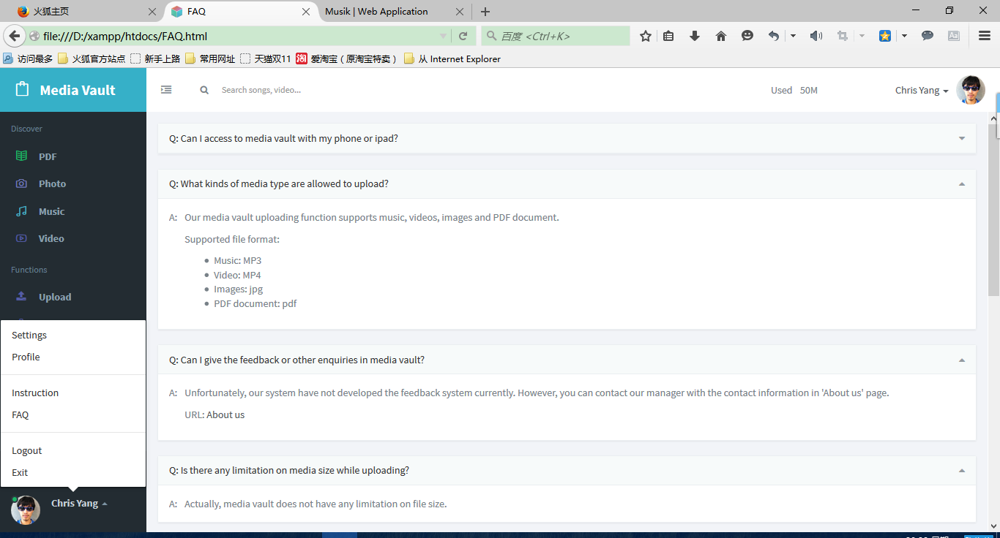 火狐主页
FAQ
Musik | Web Application
file:///D:/xampp/htdocs/FAQ.html
百度 <Ctrl+K>
访问最多 火狐官方站点 新手上路 常用网址 天猫双11 淘 爱淘宝（原淘宝特卖） 从 Internet Explorer
Media Vault
Search songs, video...
Used 50M
Chris Yang
Discover
PDF
Photo
Music
Video
Functions
Upload
Settings
Profile
Instruction
FAQ
Logout
Exit
Chris Yang
Q: Can I access to media vault with my phone or ipad?
Q: What kinds of media type are allowed to upload?
A: Our media vault uploading function supports music, videos, images and PDF document.
Supported file format:
Music: MP3
Video: MP4
Images: jpg
PDF document: pdf
Q: Can I give the feedback or other enquiries in media vault?
A: Unfortunately, our system have not developed the feedback system currently. However, you can contact our manager with the contact information in 'About us' page.
URL: About us
Q: Is there any limitation on media size while uploading?
A: Actually, media vault does not have any limitation on file size.